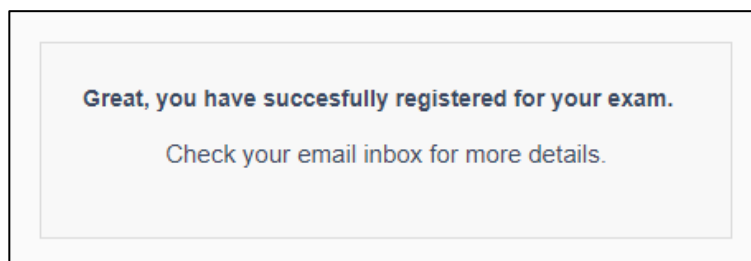 Great, you have succesfully registered for your exam.
Check your email inbox for more details.